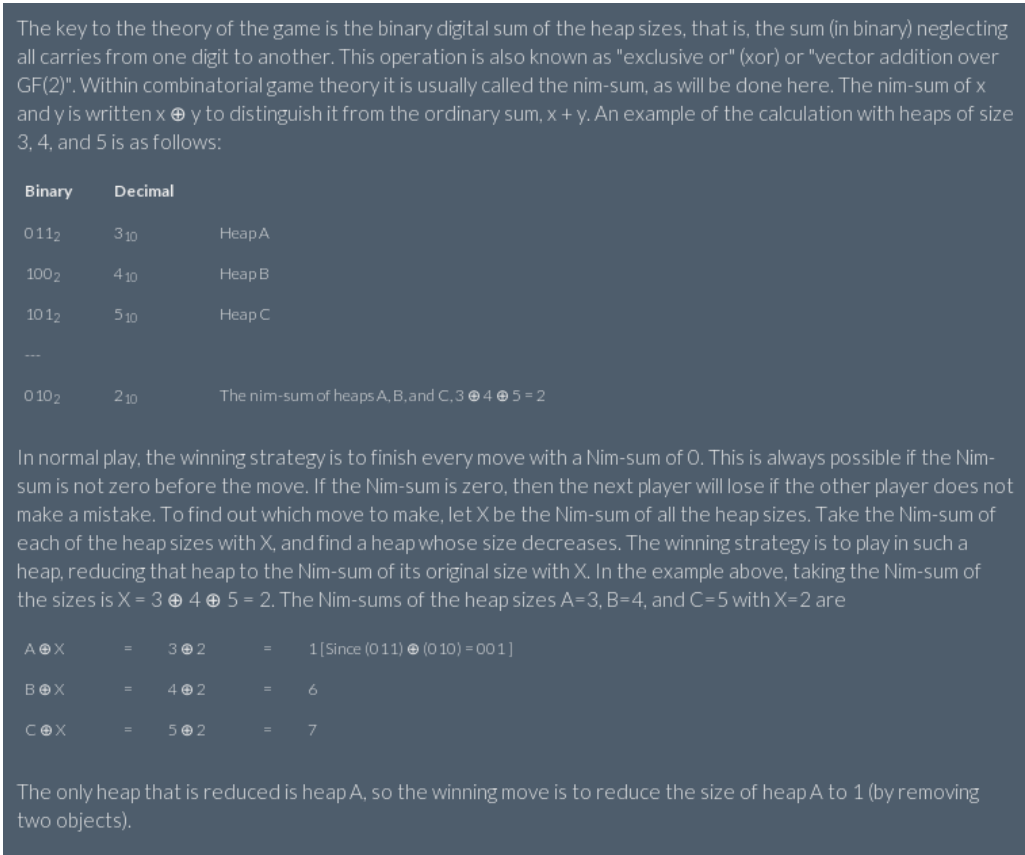 The key to the theory of the game is the binary digital sum of the heap sizes, that is, the sum (in binary) neglecting
all carries from one digit to another. This operation is also known as "exclusive or" (xor) or "vector addition over
GF(2)". Within combinatorial game theory it is usually called the nim-sum, as will be done here. The nim-sum of x
and y is written x ⊕ y to distinguish it from the ordinary sum, x + y. An example of the calculation with heaps of size
3, 4, and 5 is as follows:
Binary Decimal
011₂ 3₁₀ Heap A
100₂ 4₁₀ Heap B
101₂ 5₁₀ Heap C
---
010₂ 2₁₀ The nim-sum of heaps A, B, and C, 3 ⊕ 4 ⊕ 5 = 2
In normal play, the winning strategy is to finish every move with a Nim-sum of 0. This is always possible if the Nim-
sum is not zero before the move. If the Nim-sum is zero, then the next player will lose if the other player does not
make a mistake. To find out which move to make, let X be the Nim-sum of all the heap sizes. Take the Nim-sum of
each of the heap sizes with X, and find a heap whose size decreases. The winning strategy is to play in such a
heap, reducing that heap to the Nim-sum of its original size with X. In the example above, taking the Nim-sum of
the sizes is X = 3 ⊕ 4 ⊕ 5 = 2. The Nim-sums of the heap sizes A=3, B=4, and C=5 with X=2 are
A ⊕ X = 3 ⊕ 2 = 1 [Since (011) ⊕ (010) = 001 ]
B ⊕ X = 4 ⊕ 2 = 6
C ⊕ X = 5 ⊕ 2 = 7
The only heap that is reduced is heap A, so the winning move is to reduce the size of heap A to 1 (by removing
two objects).